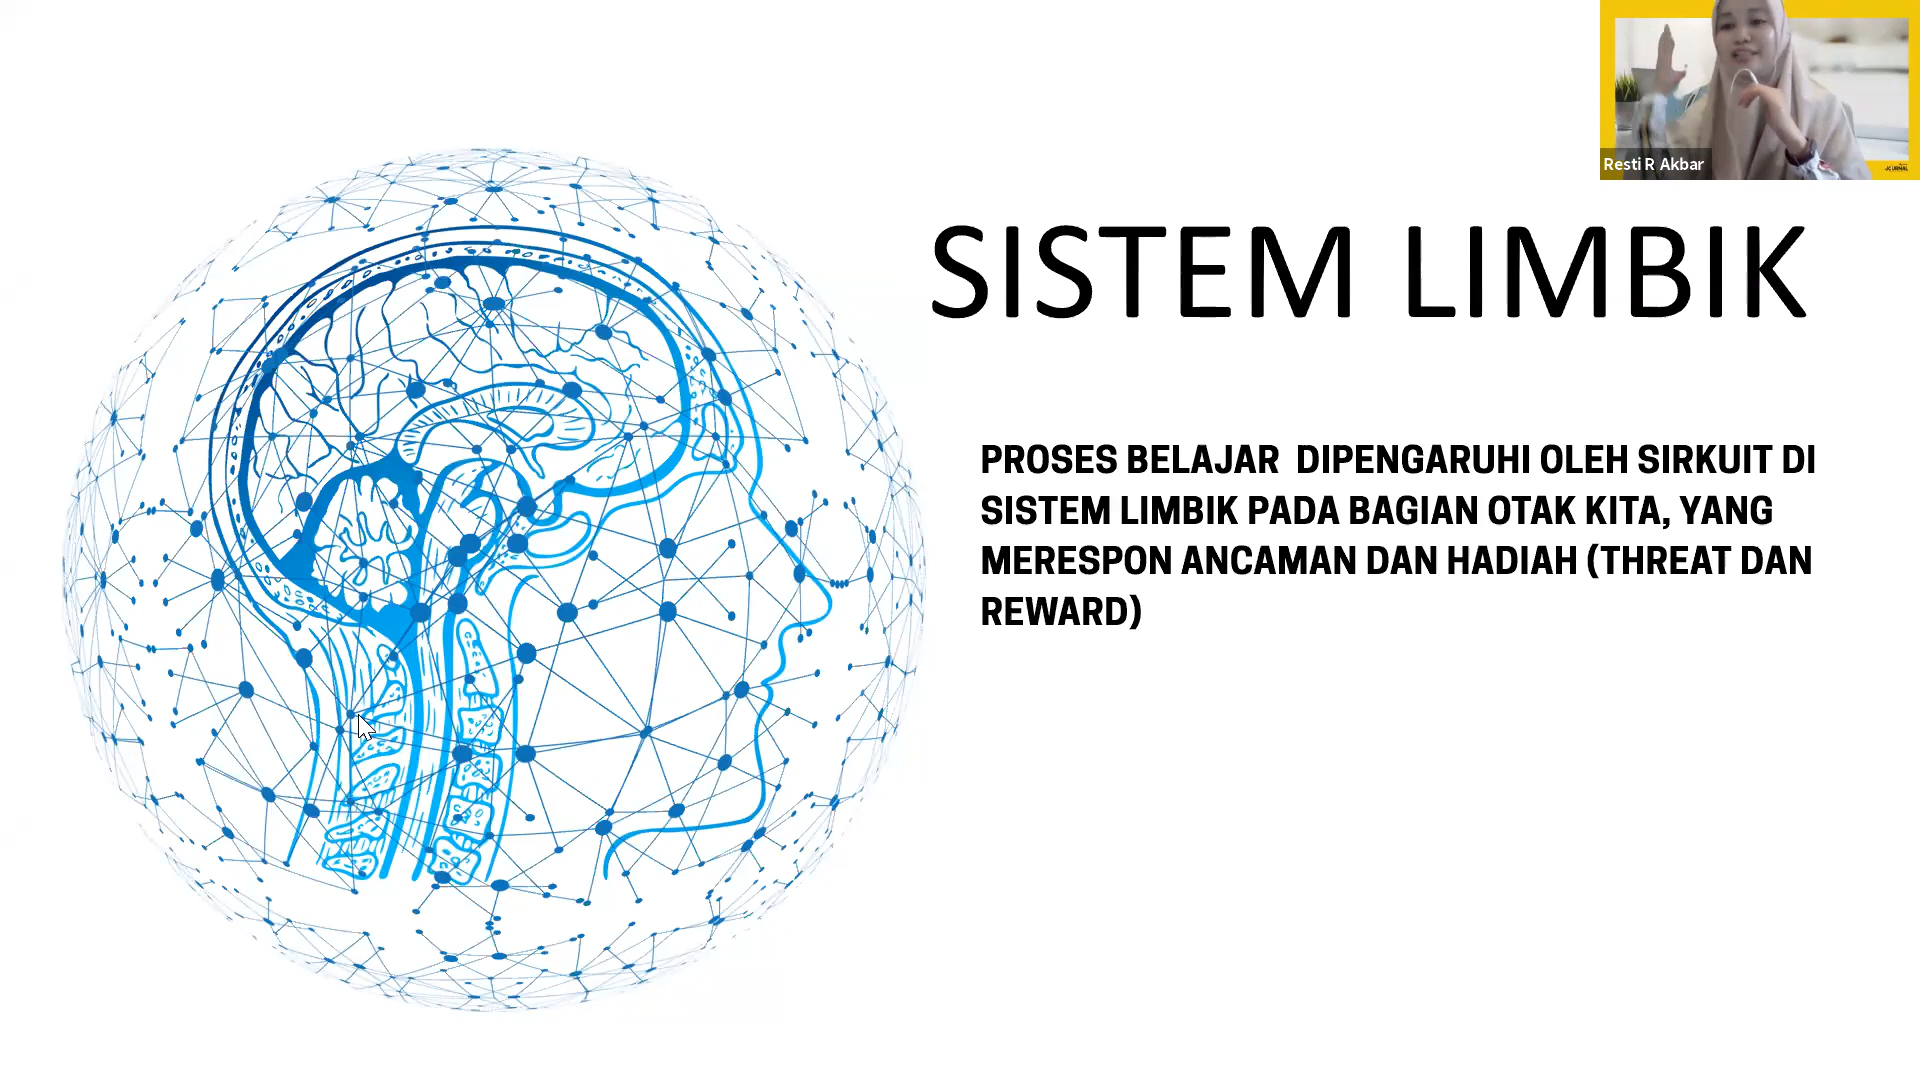 Resti R Akbar
SISTEM LIMBIK
PROSES BELAJAR DIPENGARUHI OLEH SIRKUIT DI
SISTEM LIMBIK PADA BAGIAN OTAK KITA, YANG
MERESPON ANCAMAN DAN HADIAH (THREAT DAN
REWARD)